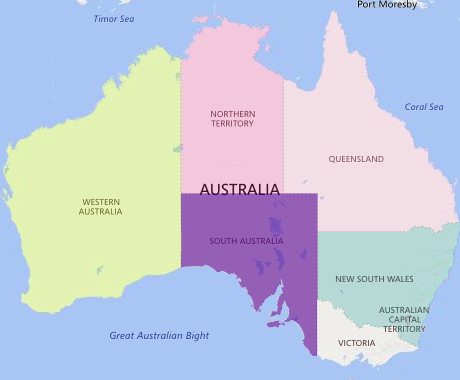 Port Moresby
Timor Sea
Coral Sea
NORTHERN
TERRITORY
QUEENSLAND
AUSTRALIA
WESTERN
AUSTRALIA
SOUTH AUSTRALIA
NEW SOUTH WALES
AUSTRALIAN
CAPITAL
TERRITORY
Great Australian Bight
VICTORIA